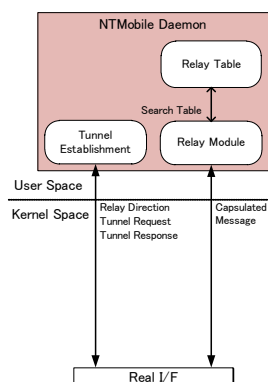 NTMobile Daemon
Relay Table
Search Table
Tunnel
Establishment
Relay Module
User Space
Kernel Space
Relay Direction
Tunnel Request
Tunnel Response
Capsulated
Message
Real I/F